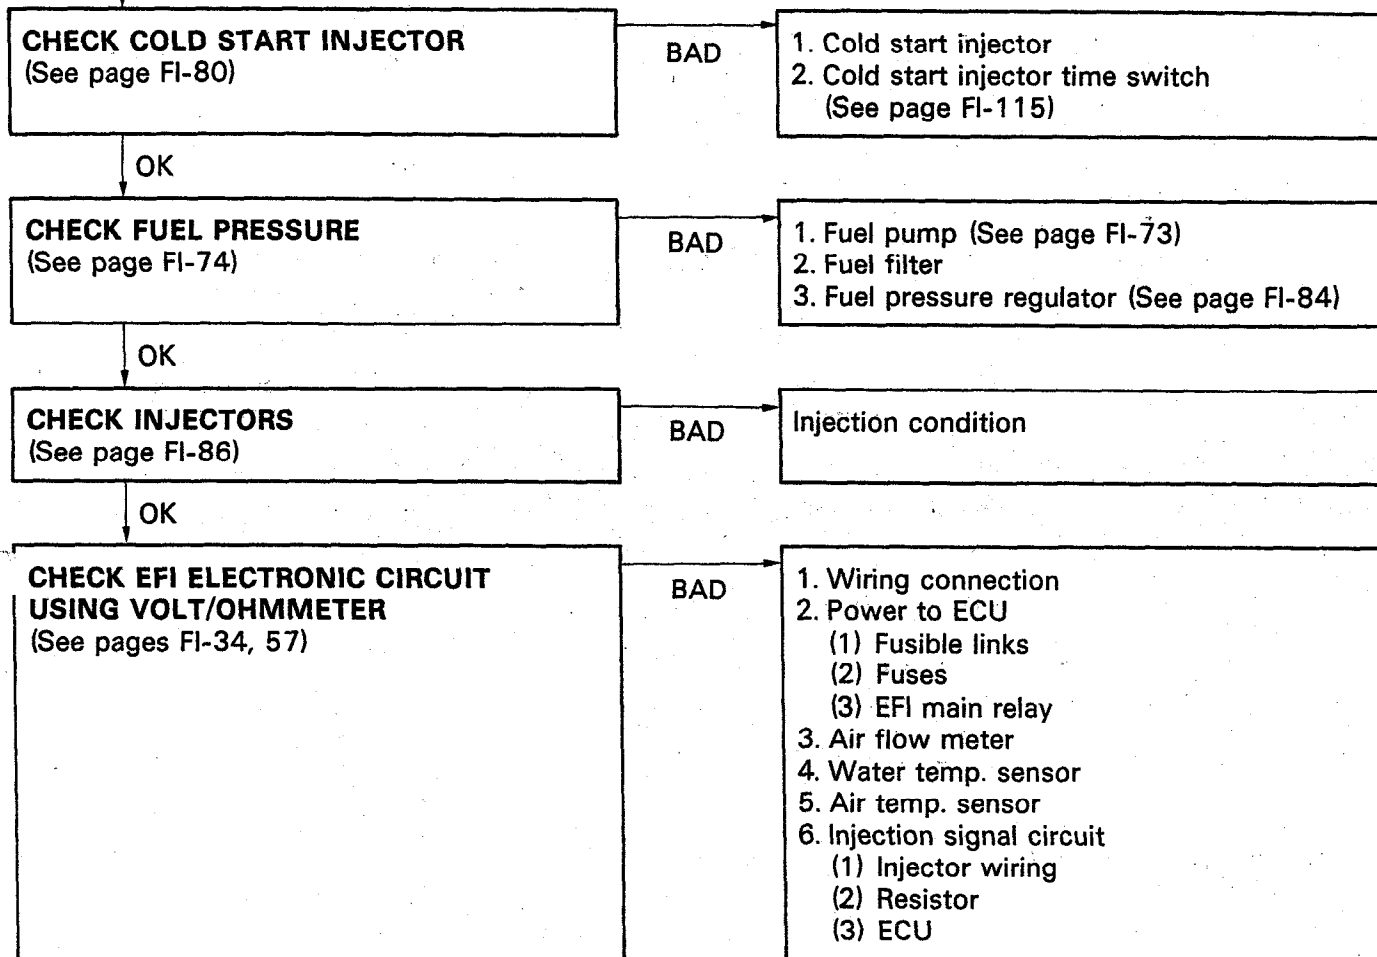 CHECK COLD START INJECTOR
(See page FI-80)
BAD
1. Cold start injector
2. Cold start injector time switch
(See page FI-115)
OK
CHECK FUEL PRESSURE
(See page FI-74)
BAD
1. Fuel pump (See page FI-73)
2. Fuel filter
3. Fuel pressure regulator (See page FI-84)
OK
CHECK INJECTORS
(See page FI-86)
BAD
Injection condition
OK
CHECK EFI ELECTRONIC CIRCUIT
USING VOLT/OHMMETER
(See pages FI-34, 57)
BAD
1. Wiring connection
2. Power to ECU
(1) Fusible links
(2) Fuses
(3) EFI main relay
3. Air flow meter
4. Water temp. sensor
5. Air temp. sensor
6. Injection signal circuit
(1) Injector wiring
(2) Resistor
(3) ECU